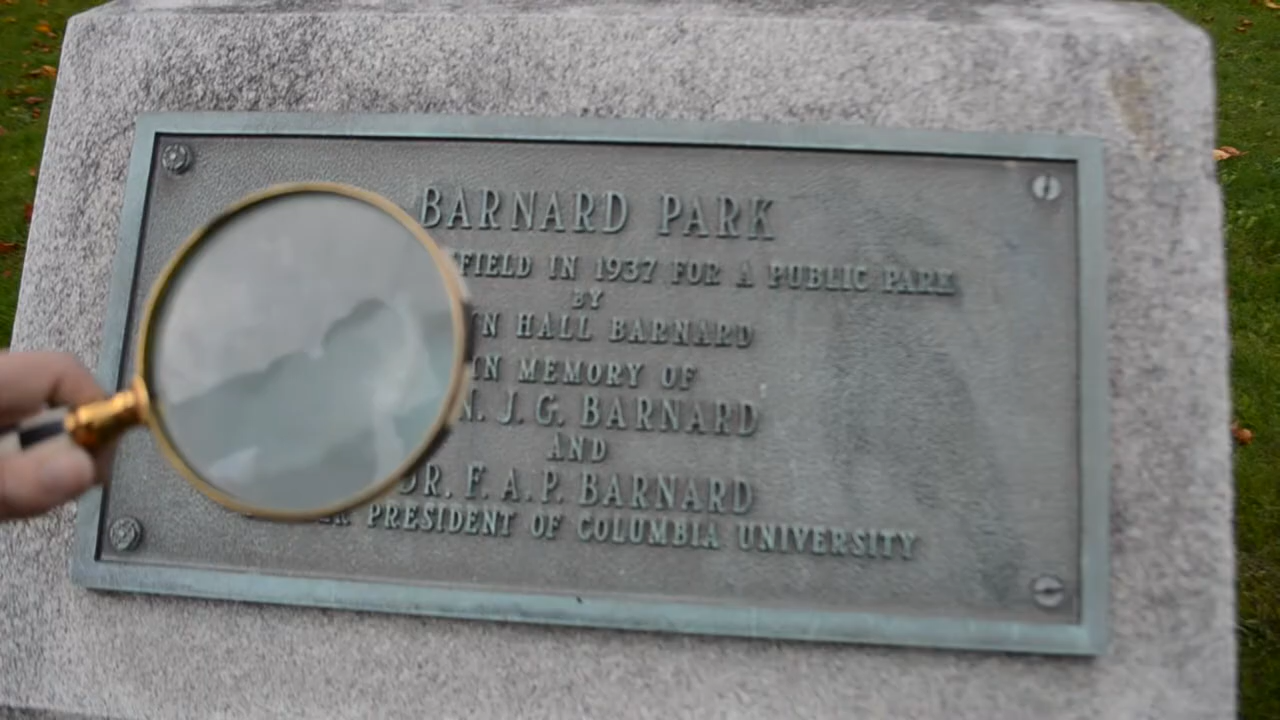 BARNARD PARK
FIELD IN 1937 FOR A PUBLIC PARK
BY
HALL BARNARD
IN MEMORY OF
J. G. BARNARD
AND
DR. F. A. P. BARNARD
PRESIDENT OF COLUMBIA UNIVERSITY